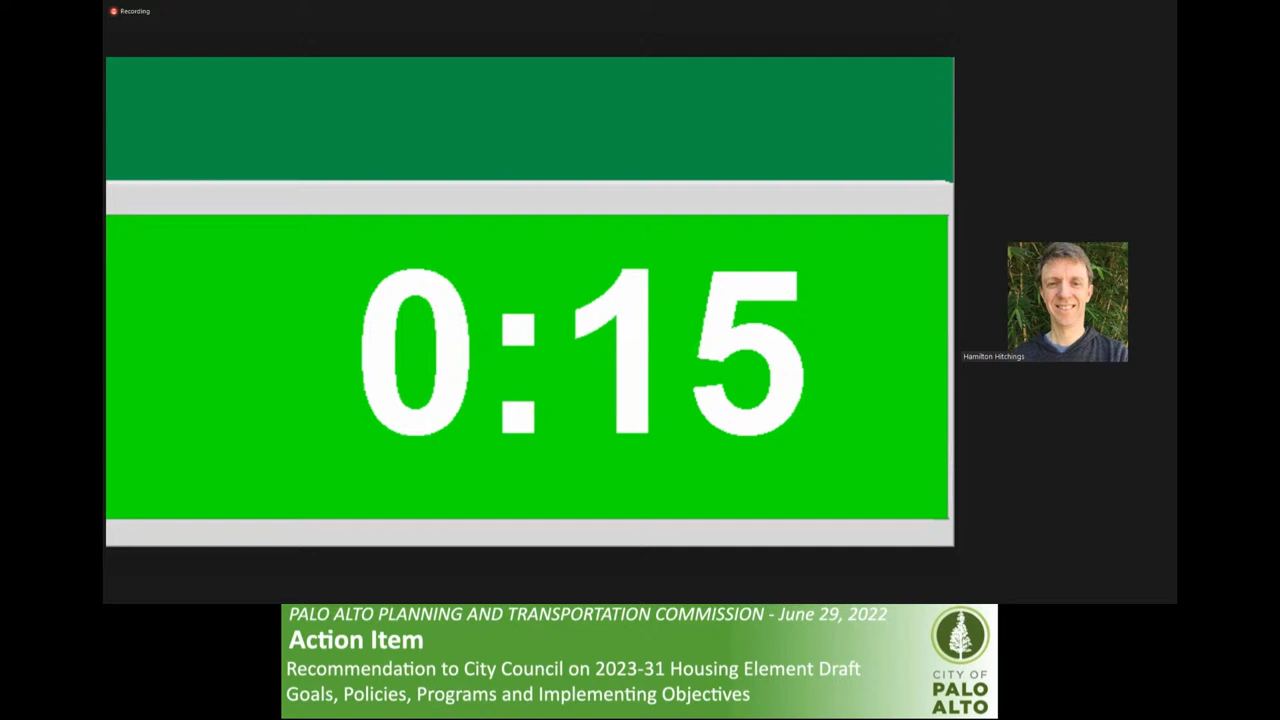 Recording
0:15
Hamilton Hitchings
PALO ALTO PLANNING AND TRANSPORTATION COMMISSION - June 29, 2022
Action Item
Recommendation to City Council on 2023-31 Housing Element Draft
Goals, Policies, Programs and Implementing Objectives
CITY OF
PALO
ALTO